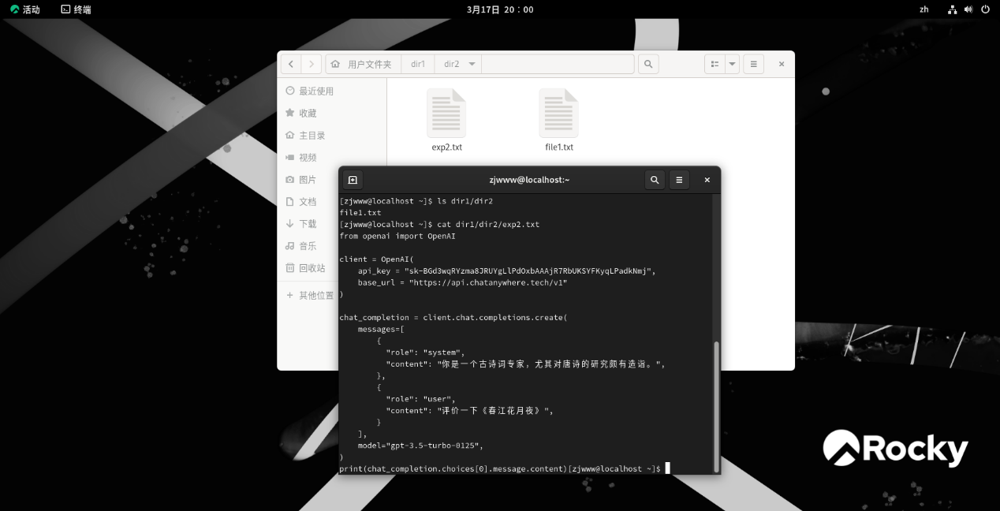 活动 终端 3月17日 20：00 zh
用户文件夹 dir1 dir2
最近使用
收藏
主目录
视频
图片
文档
下载
音乐
回收站
+ 其他位置
exp2.txt file1.txt
zjwww@localhost:~
[zjwww@localhost ~]$ ls dir1/dir2
file1.txt
[zjwww@localhost ~]$ cat dir1/dir2/exp2.txt
from openai import OpenAI
client = OpenAI(
api_key = "sk-BGd3wqRYzma8JRUYgLlPdOxbAAAjR7RbUKSYFKyqLPadkNmj",
base_url = "https://api.chatanywhere.tech/v1"
)
chat_completion = client.chat.completions.create(
messages=[
{
"role": "system",
"content": "你是一个古诗词专家，尤其对唐诗的研究颇有造诣。",
},
{
"role": "user",
"content": "评价一下《春江花月夜》",
}
],
model="gpt-3.5-turbo-0125",
)
print(chat_completion.choices[0].message.content)[zjwww@localhost ~]$
Rocky